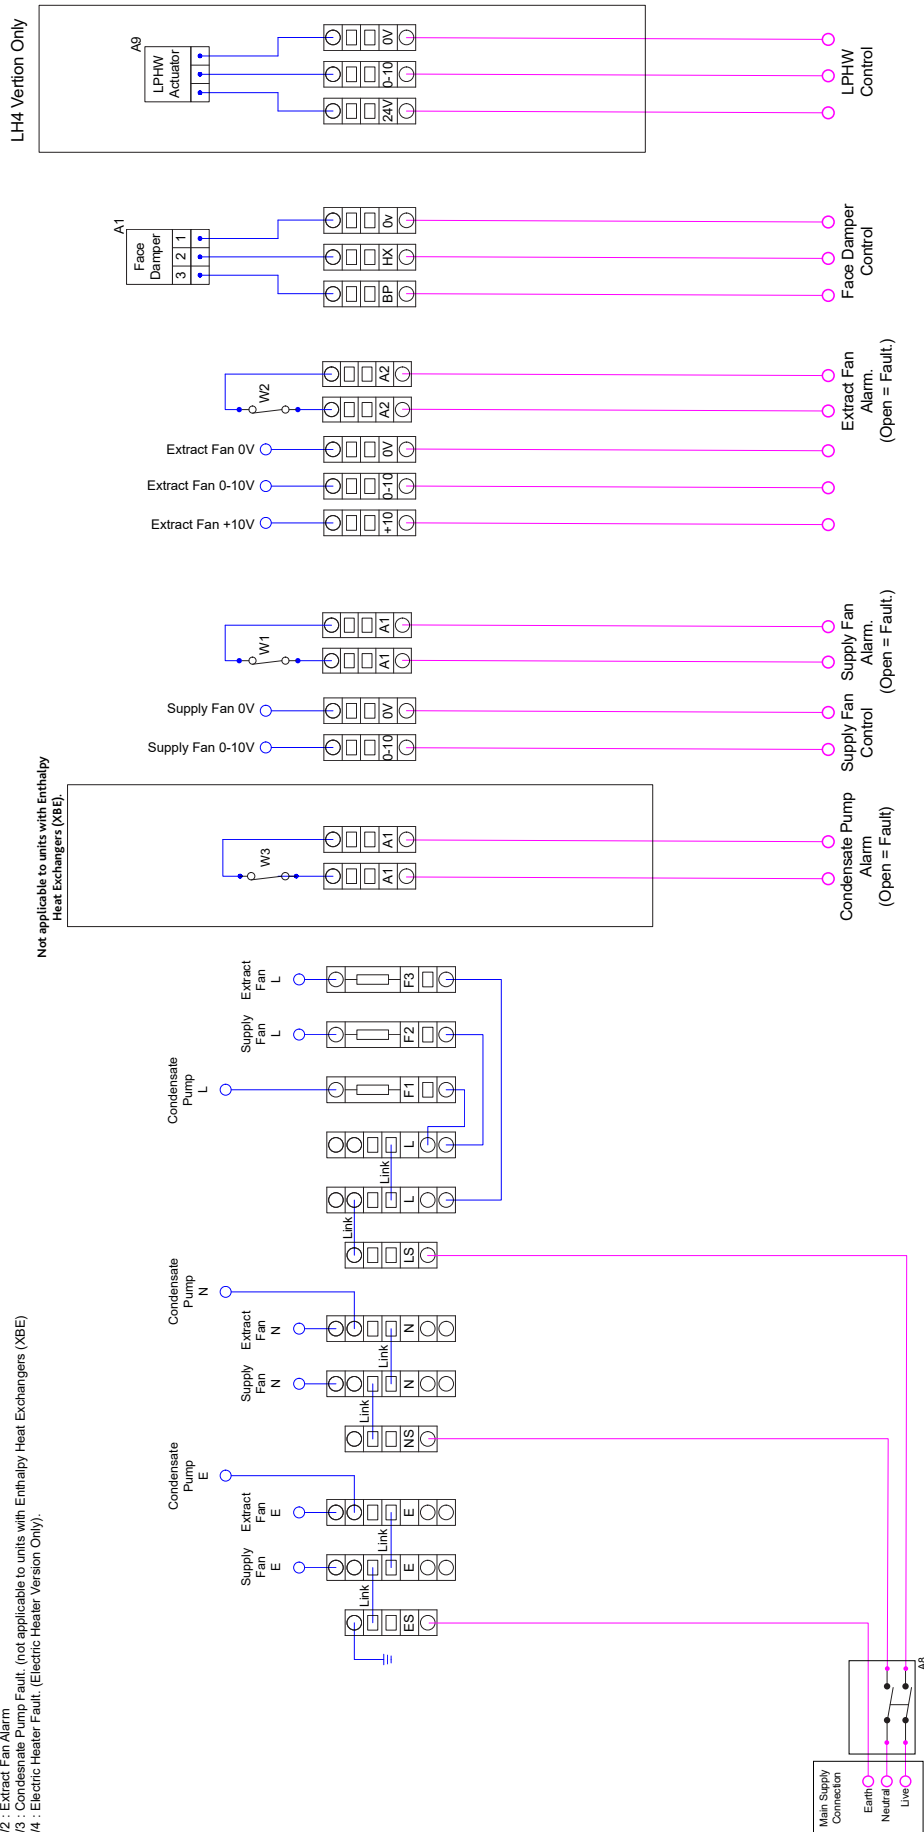 /2 : Extract Fan Alarm
/3 : Condesnate Pump Fault. (not applicable to units with Enthalpy Heat Exchangers (XBE)
/4 : Electric Heater Fault. (Electric Heater Version Only).
Main Supply
Connection
Earth
Neutral
Live
A8
ES
Link
Supply
Fan
E
E
Link
Extract
Fan
E
E
Condensate
Pump
E
NS
Link
Supply
Fan
N
N
Link
Extract
Fan
N
N
Condensate
Pump
N
LS
Link
L
Link
L
Condensate
Pump
L
F1
Supply
Fan
L
F2
Extract
Fan
L
F3
Not applicable to units with Enthalpy
Heat Exchangers (XBE).
W3
A1
A1
Condensate Pump
Alarm
(Open = Fault)
Supply Fan 0-10V
Supply Fan 0V
0-10
0V
Supply Fan
Control
W1
A1
A1
Supply Fan
Alarm.
(Open = Fault.)
Extract Fan +10V
Extract Fan 0-10V
Extract Fan 0V
+10
0-10
0V
W2
A2
A2
Extract Fan
Alarm.
(Open = Fault.)
A1
Face
Damper
3 2 1
BP
HX
0v
Face Damper
Control
LH4 Vertion Only
A9
LPHW
Actuator
24V
0-10
0V
LPHW
Control